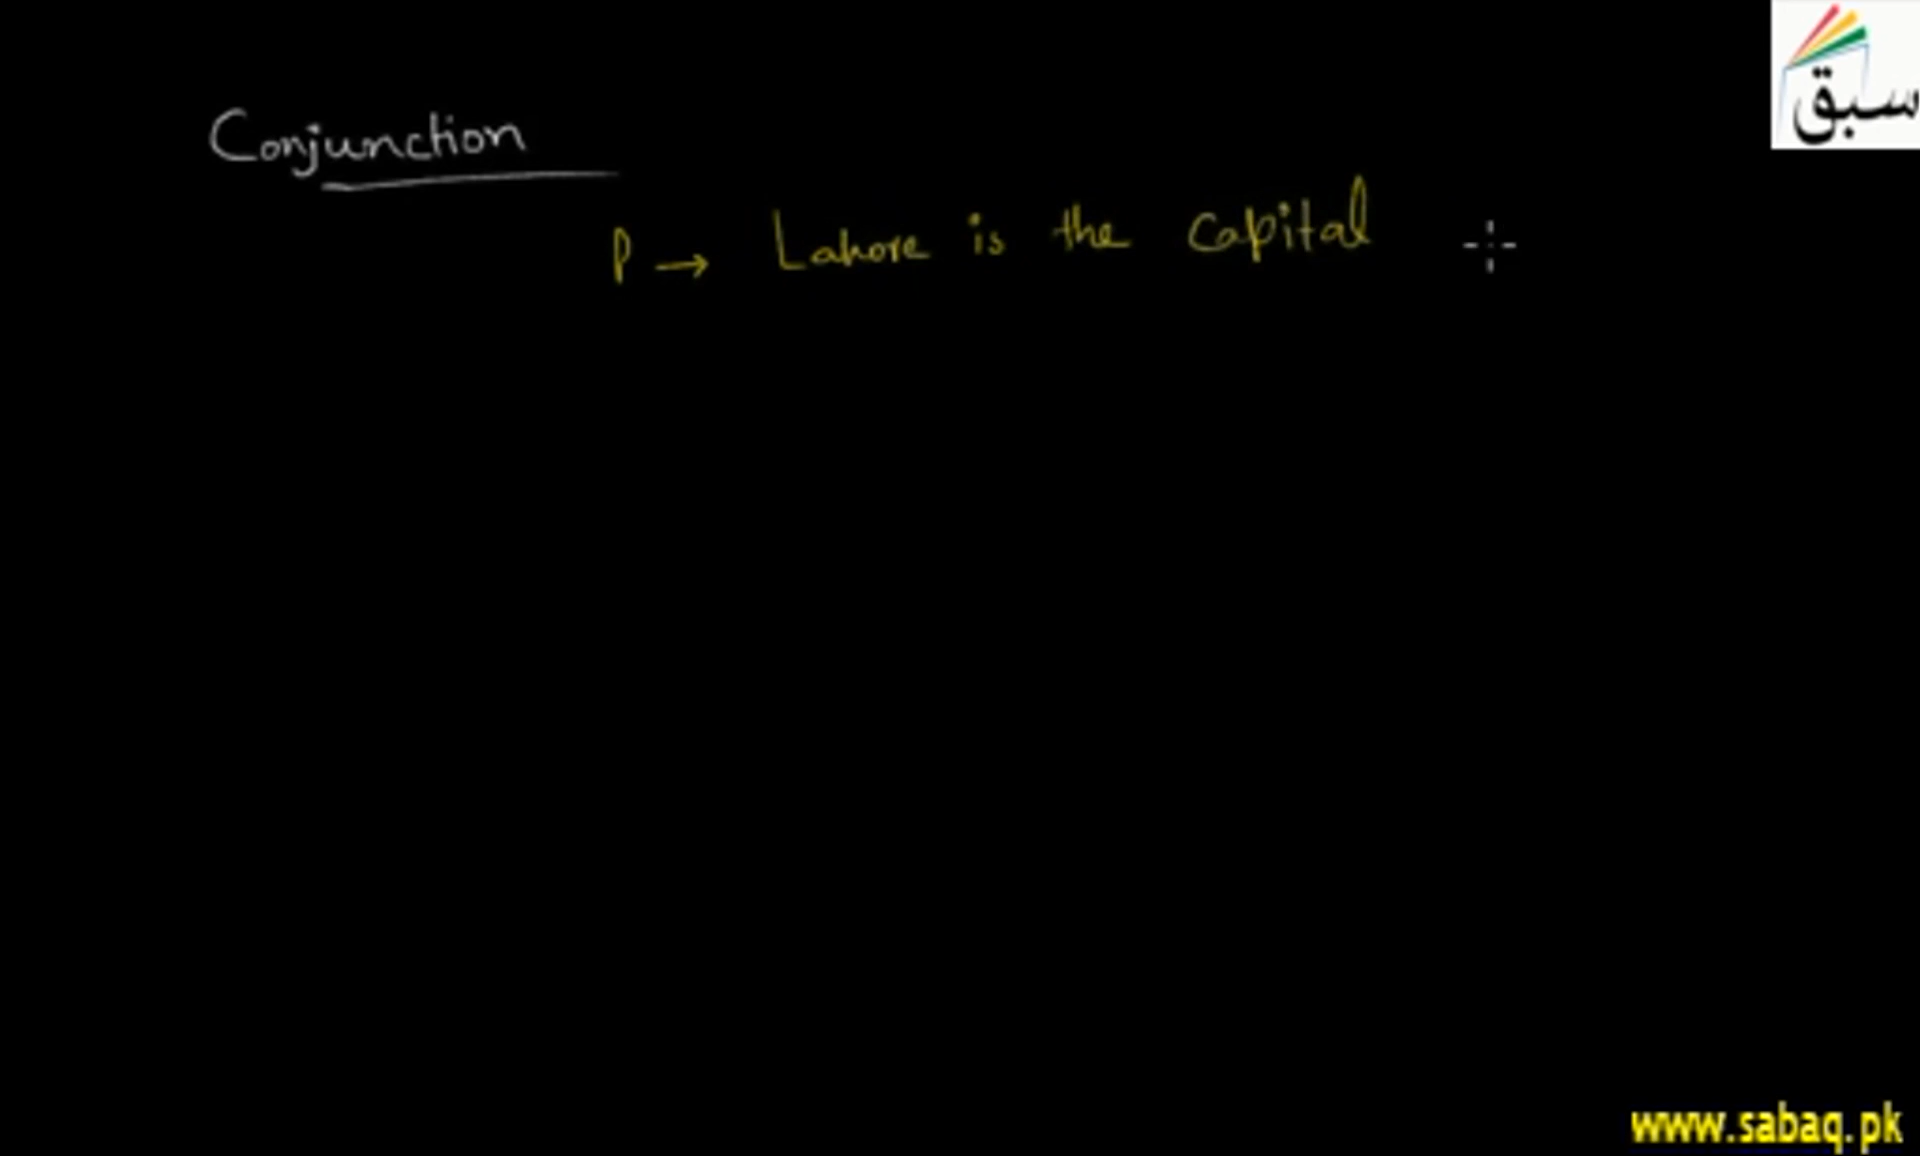 سبق
Conjunction
P → Lahore is the capital
www.sabaq.pk